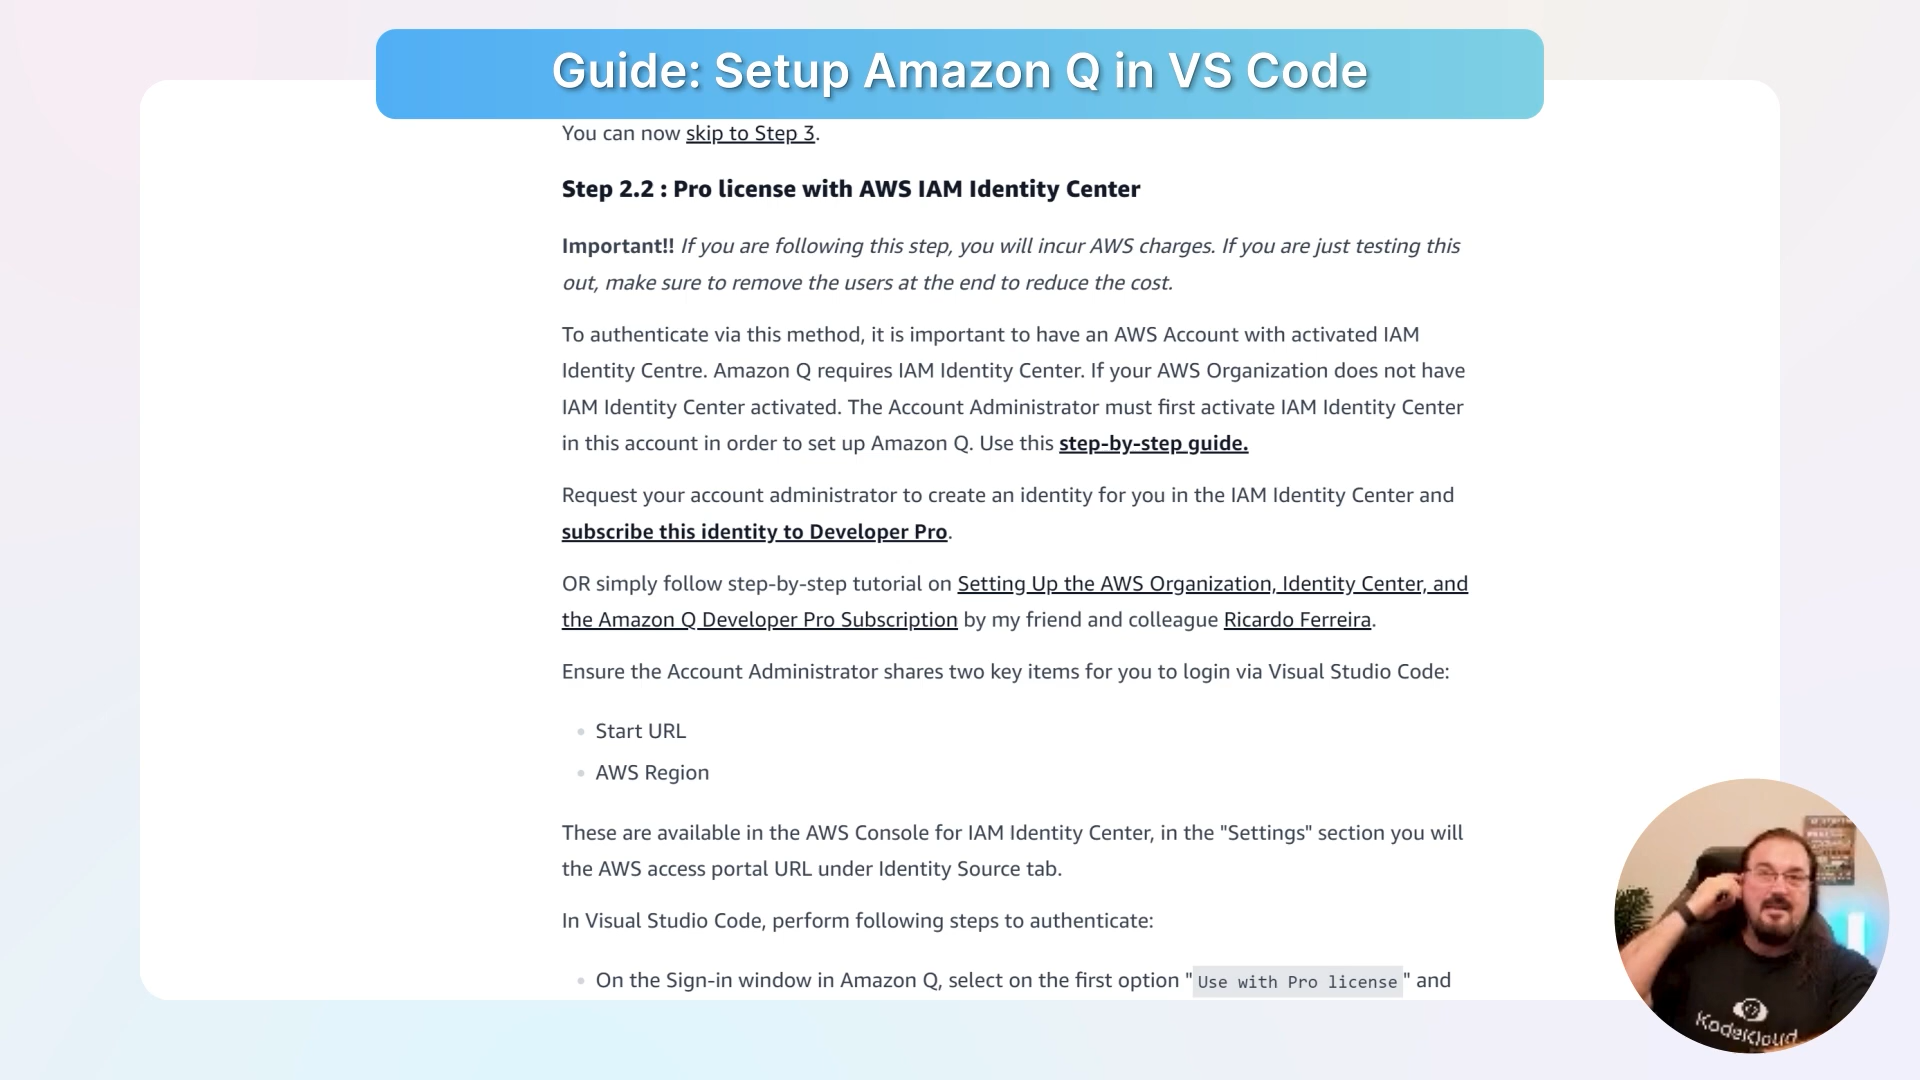 Guide: Setup Amazon Q in VS Code
You can now skip to Step 3.
Step 2.2 : Pro license with AWS IAM Identity Center
Important!! If you are following this step, you will incur AWS charges. If you are just testing this
out, make sure to remove the users at the end to reduce the cost.
To authenticate via this method, it is important to have an AWS Account with activated IAM
Identity Centre. Amazon Q requires IAM Identity Center. If your AWS Organization does not have
IAM Identity Center activated. The Account Administrator must first activate IAM Identity Center
in this account in order to set up Amazon Q. Use this step-by-step guide.
Request your account administrator to create an identity for you in the IAM Identity Center and
subscribe this identity to Developer Pro.
OR simply follow step-by-step tutorial on Setting Up the AWS Organization, Identity Center, and
the Amazon Q Developer Pro Subscription by my friend and colleague Ricardo Ferreira.
Ensure the Account Administrator shares two key items for you to login via Visual Studio Code:
Start URL
AWS Region
These are available in the AWS Console for IAM Identity Center, in the "Settings" section you will
the AWS access portal URL under Identity Source tab.
In Visual Studio Code, perform following steps to authenticate:
On the Sign-in window in Amazon Q, select on the first option "Use with Pro license" and
KodeKloud